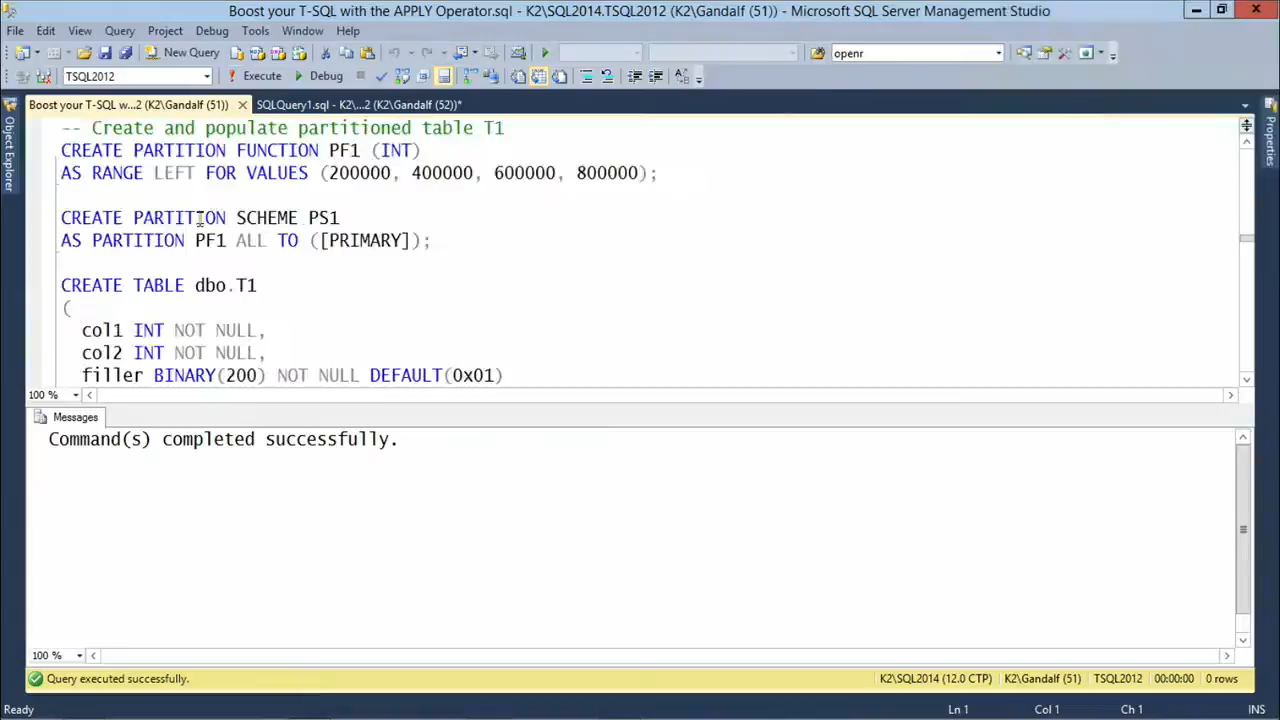 Boost your T-SQL with the APPLY Operator.sql - K2\SQL2014.TSQL2012 (K2\Gandalf (51)) - Microsoft SQL Server Management Studio
File Edit View Query Project Debug Tools Window Help
New Query openr
TSQL2012 Execute Debug
Boost your T-SQL w...2 (K2\Gandalf (51)) SQLQuery1.sql - K2\...2 (K2\Gandalf (52))*
Object Explorer
Properties
-- Create and populate partitioned table T1
CREATE PARTITION FUNCTION PF1 (INT)
AS RANGE LEFT FOR VALUES (200000, 400000, 600000, 800000);
CREATE PARTITION SCHEME PS1
AS PARTITION PF1 ALL TO ([PRIMARY]);
CREATE TABLE dbo.T1
(
col1 INT NOT NULL,
col2 INT NOT NULL,
filler BINARY(200) NOT NULL DEFAULT(0x01)
100 %
Messages
Command(s) completed successfully.
100 %
Query executed successfully. K2\SQL2014 (12.0 CTP) K2\Gandalf (51) TSQL2012 00:00:00 0 rows
Ready Ln 1 Col 1 Ch 1 INS